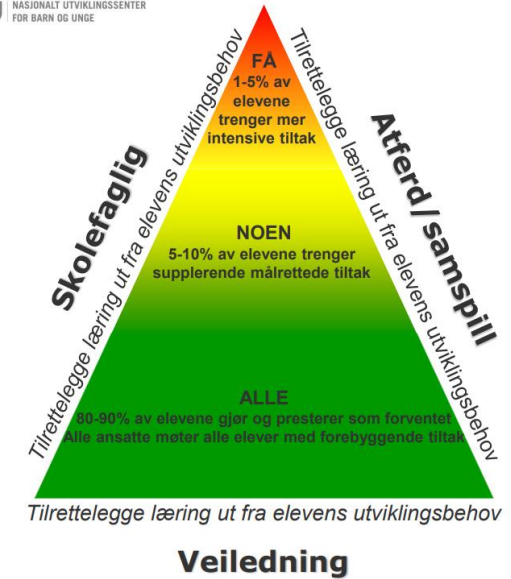 NASJONALT UTVIKLINGSSENTER
FOR BARN OG UNGE
FÅ
1-5% av
elevene
trenger mer
intensive tiltak
NOEN
5-10% av elevene trenger
supplerende målrettede tiltak
ALLE
80-90% av elevene gjør og presterer som forventet
Alle ansatte møter alle elever med forebyggende tiltak
Skolefaglig
Tilrettelegge læring ut fra elevens utviklingsbehov
Tilrettelegge læring ut fra elevens utviklingsbehov
Atferd/samspill
Tilrettelegge læring ut fra elevens utviklingsbehov
Veiledning